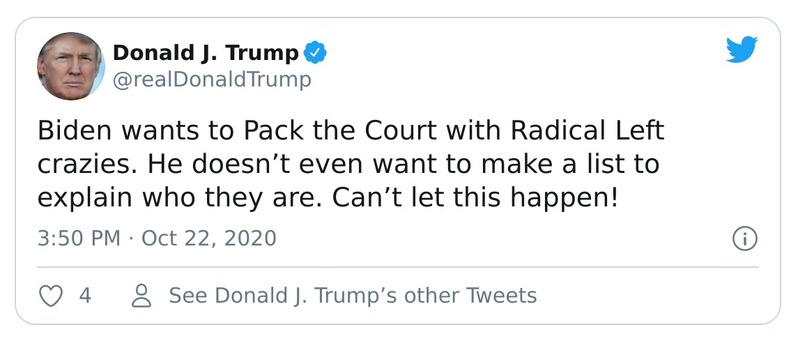 Donald J. Trump
@realDonaldTrump
Biden wants to Pack the Court with Radical Left
crazies. He doesn’t even want to make a list to
explain who they are. Can’t let this happen!
3:50 PM · Oct 22, 2020
4 See Donald J. Trump’s other Tweets